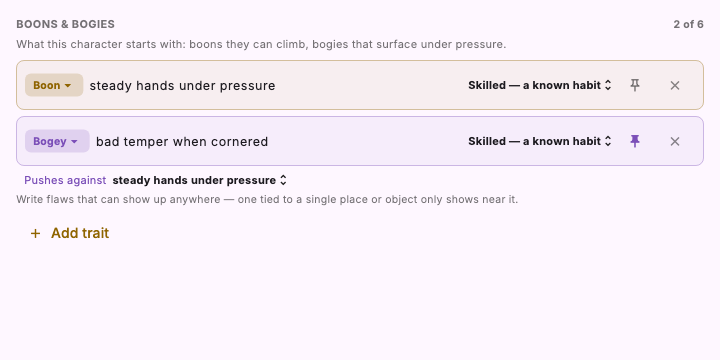 BOONS & BOGIES 2 of 6
What this character starts with: boons they can climb, bogies that surface under pressure.
Boon steady hands under pressure Skilled — a known habit
Bogey bad temper when cornered Skilled — a known habit
Pushes against steady hands under pressure
Write flaws that can show up anywhere — one tied to a single place or object only shows near it.
+ Add trait